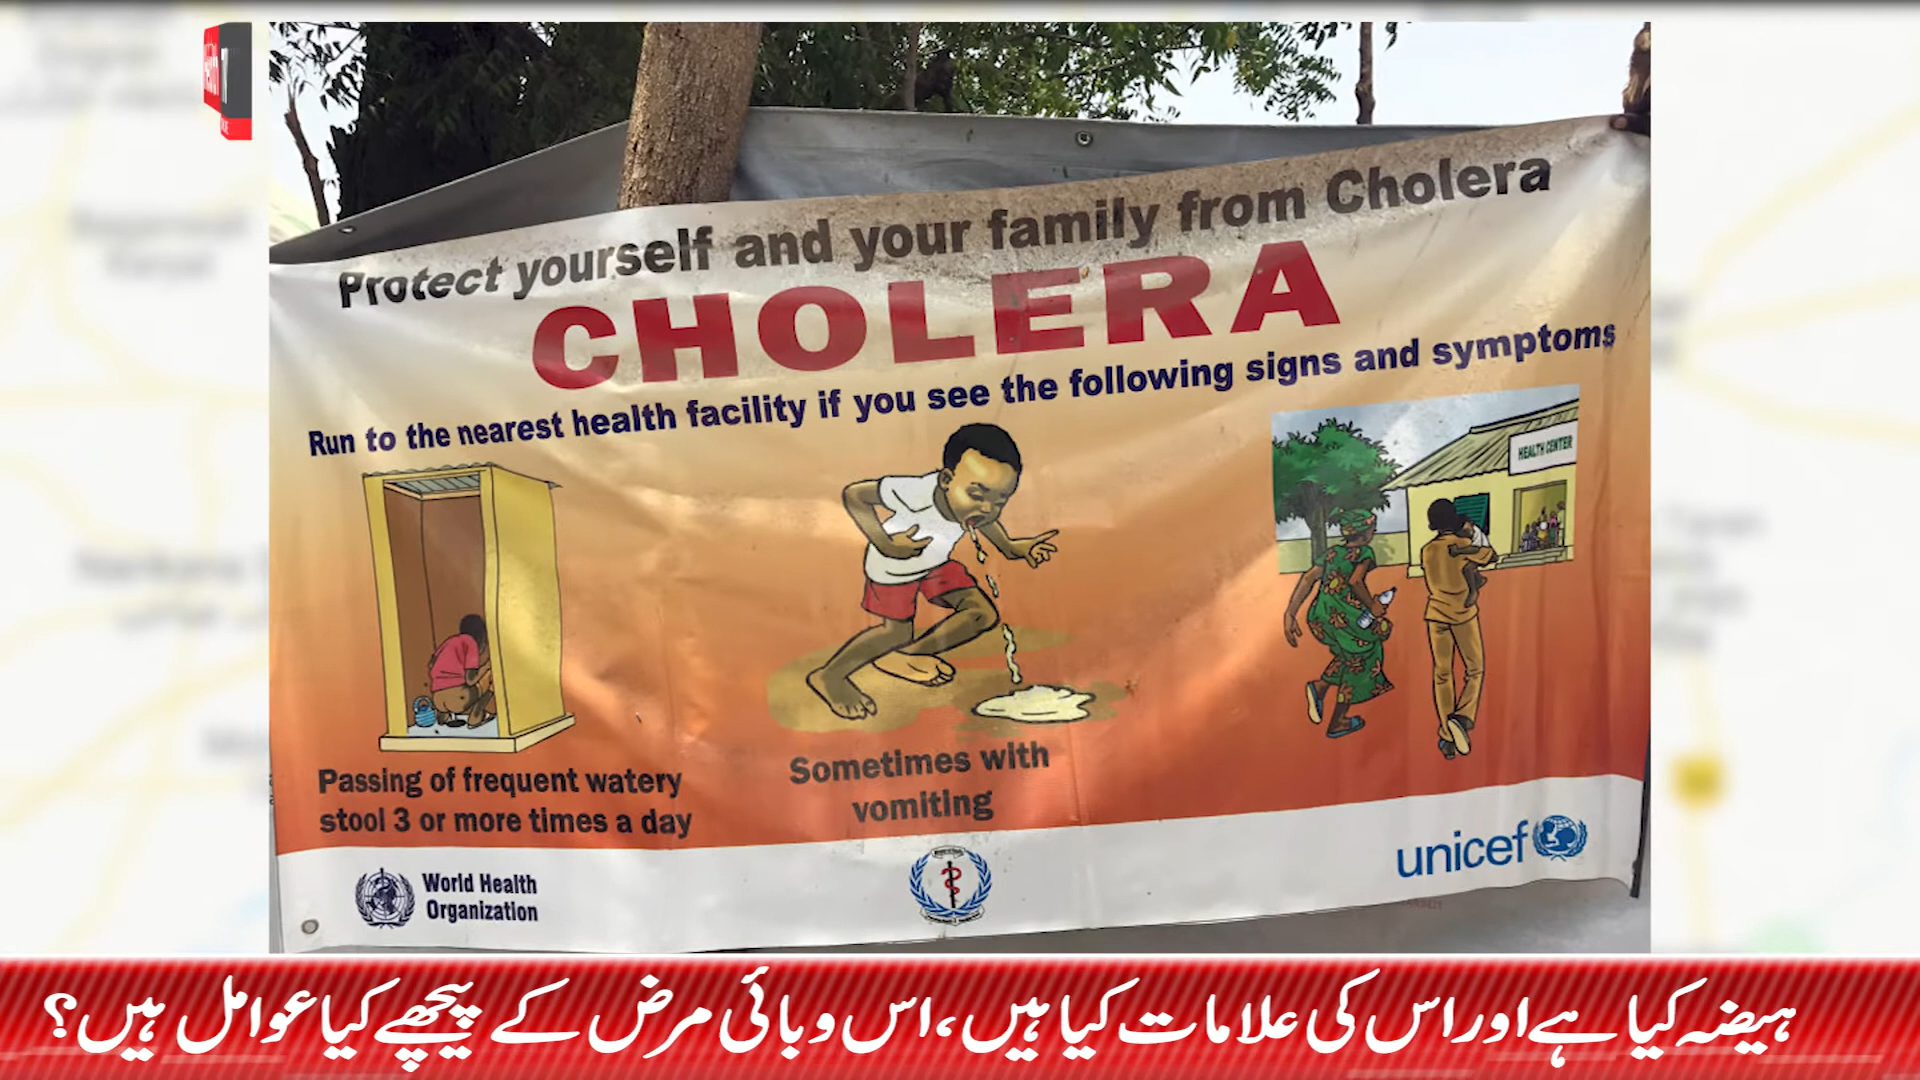 Protect yourself and your family from Cholera
CHOLERA
Run to the nearest health facility if you see the following signs and symptoms
HEALTH CENTER
Passing of frequent watery
stool 3 or more times a day
Sometimes with
vomiting
World Health
Organization
unicef
ہیضہ کیا ہے اور اس کی علامات کیا ہیں، اس وبائی مرض کے پیچھے کیا عوامل ہیں؟